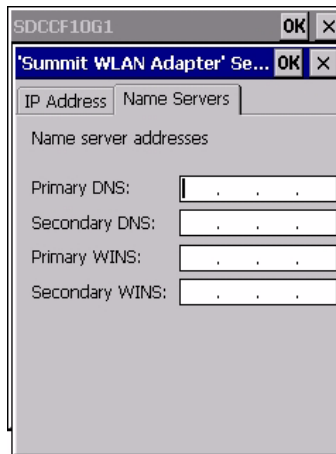 SDCCF10G1 OK ×
'Summit WLAN Adapter' Se... OK ×
IP Address Name Servers
Name server addresses
Primary DNS: . . .
Secondary DNS: . . .
Primary WINS: . . .
Secondary WINS: . . .